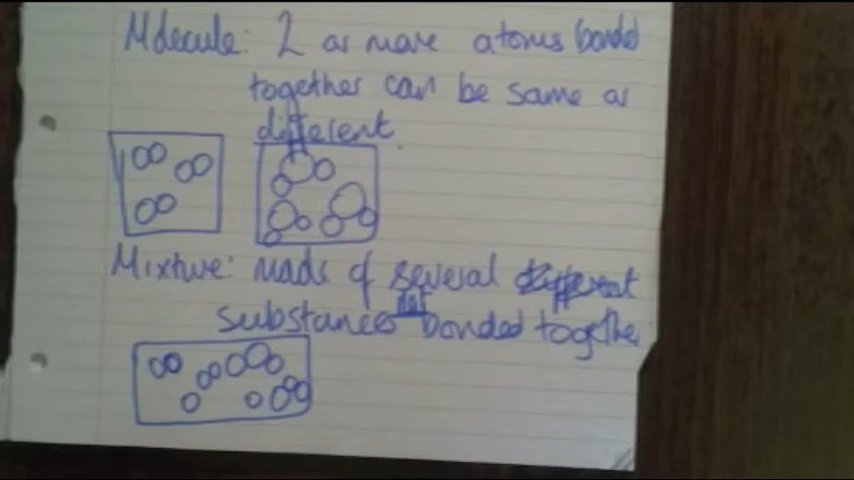 Molecule: 2 or more atoms bonded
together can be same or
different.
Mixture: mads of several different
substances not bonded together